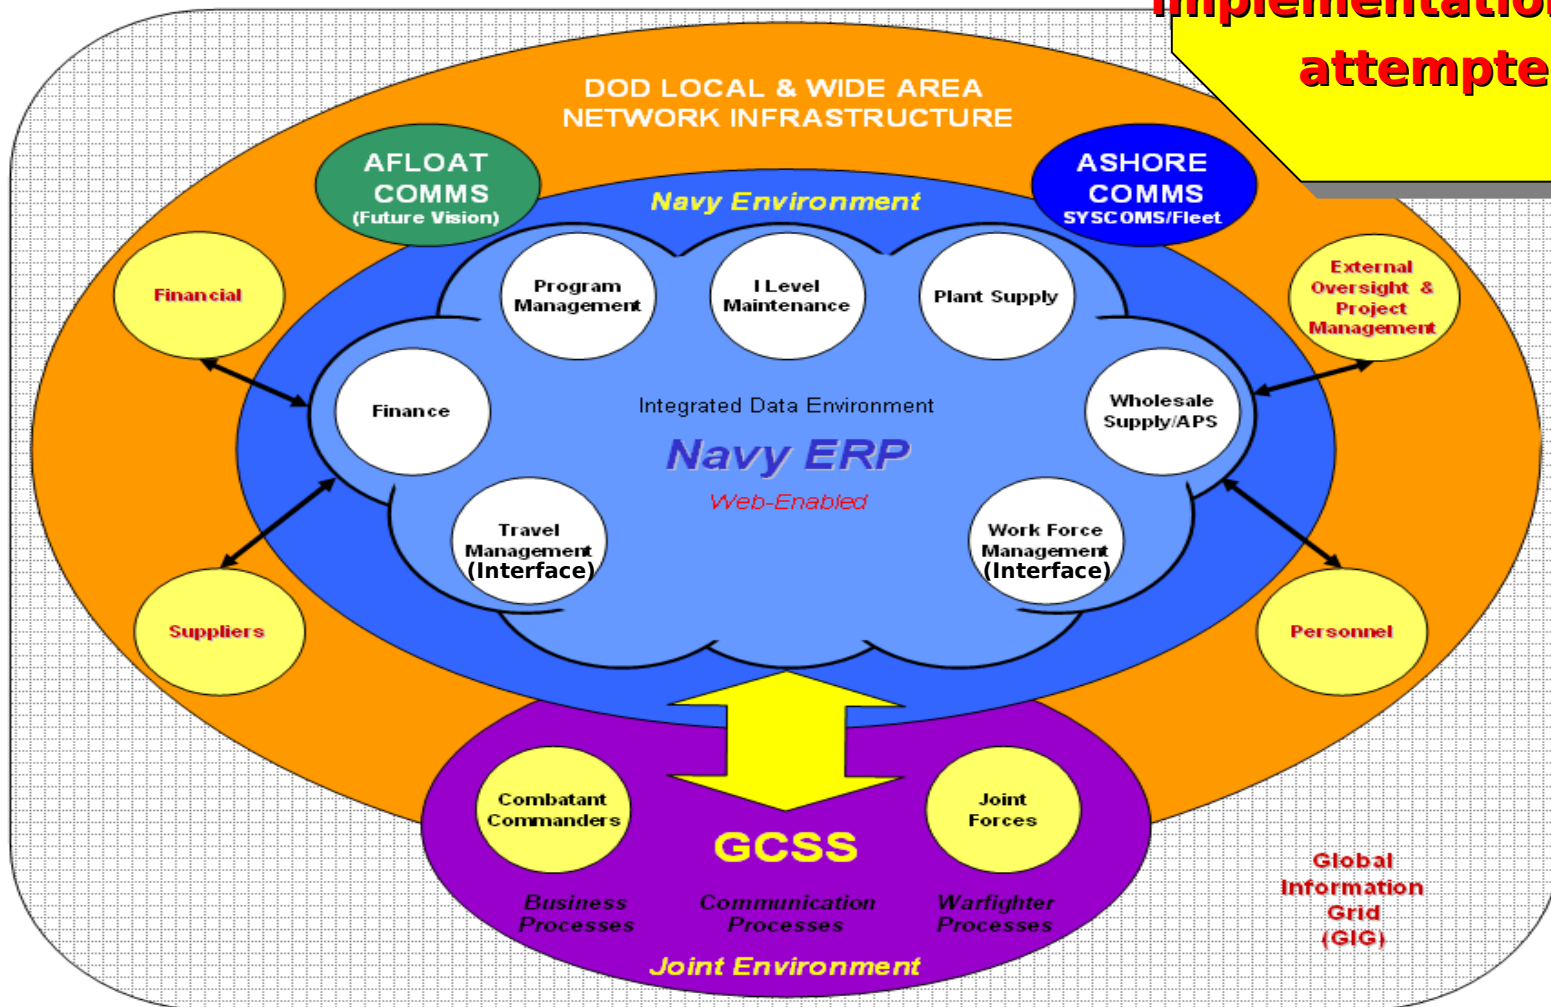 Implementation
attempte
DOD LOCAL & WIDE AREA
NETWORK INFRASTRUCTURE
AFLOAT
COMMS
(Future Vision)
ASHORE
COMMS
SYSCOMS/Fleet
Navy Environment
Financial
Program
Management
I Level
Maintenance
Plant Supply
External
Oversight &
Project
Management
Finance
Integrated Data Environment
Wholesale
Supply/APS
Navy ERP
Web-Enabled
Travel
Management
(Interface)
Work Force
Management
(Interface)
Suppliers
Personnel
Combatant
Commanders
Joint
Forces
GCSS
Business
Processes
Communication
Processes
Warfighter
Processes
Joint Environment
Global
Information
Grid
(GIG)